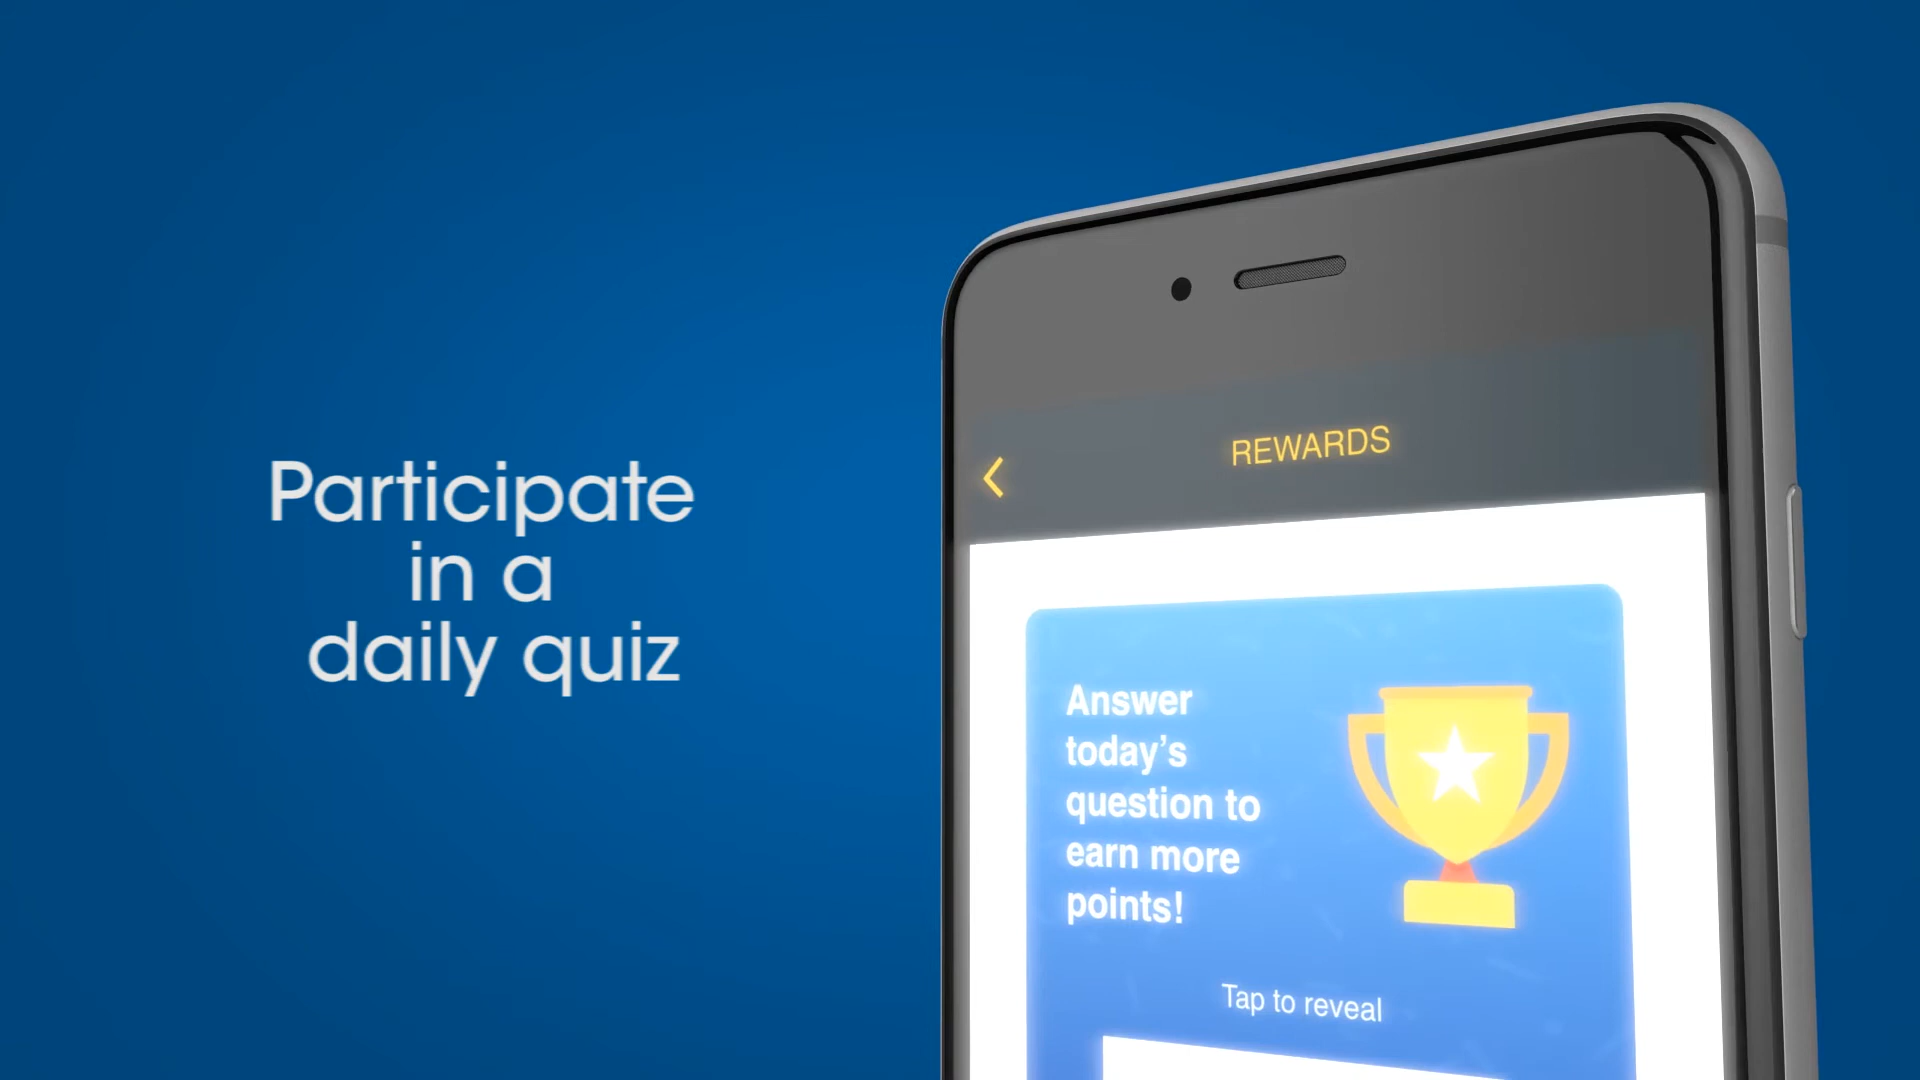 Participate
in a
daily quiz
REWARDS
Answer
today’s
question to
earn more
points!
Tap to reveal